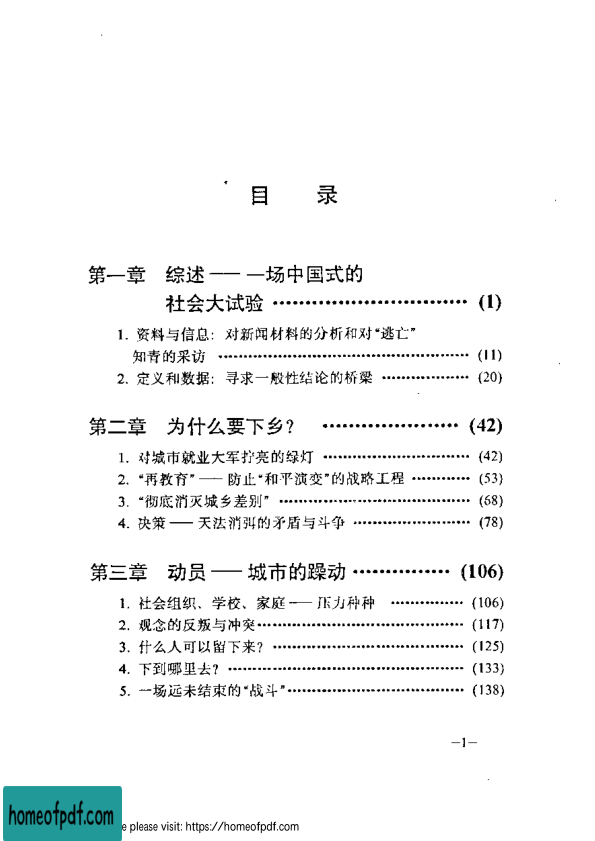 目 录
第一章 综述——一场中国式的
社会大试验 ………………………… (1)
1. 资料与信息：对新闻材料的分析和对“逃亡”
知青的采访 ………………………………… (11)
2. 定义和数据：寻求一般性结论的桥梁 ……………… (20)
第二章 为什么要下乡？ ………………… (42)
1. 对城市就业大军拧亮的绿灯 …………………… (42)
2. “再教育”——防止“和平演变”的战略工程 ………… (53)
3. “彻底消灭城乡差别” …………………………… (68)
4. 决策——无法消弭的矛盾与斗争 ……………… (78)
第三章 动员——城市的躁动 …………… (106)
1. 社会组织、学校、家庭——压力种种 ………… (106)
2. 观念的反叛与冲突 …………………………… (117)
3. 什么人可以留下来？ ………………………… (125)
4. 下到哪里去？ ………………………………… (133)
5. 一场远未结束的“战斗” ……………………… (138)
—1—
homeofpdf.com
e please visit: https://homeofpdf.com